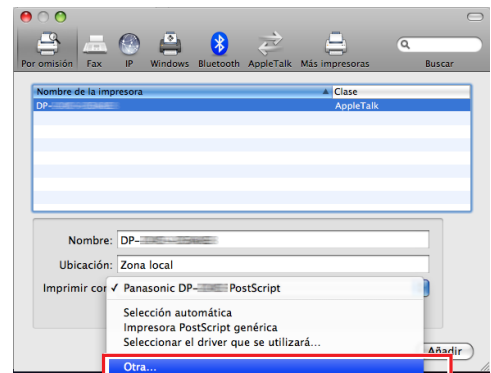 Por omisión Fax IP Windows Bluetooth AppleTalk Más impresoras Buscar
Nombre de la impresora Clase
DP- AppleTalk
Nombre: DP-
Ubicación: Zona local
Imprimir con ✓ Panasonic DP- PostScript
Selección automática
Impresora PostScript genérica
Seleccionar el driver que se utilizará...
Añadir
Otra...